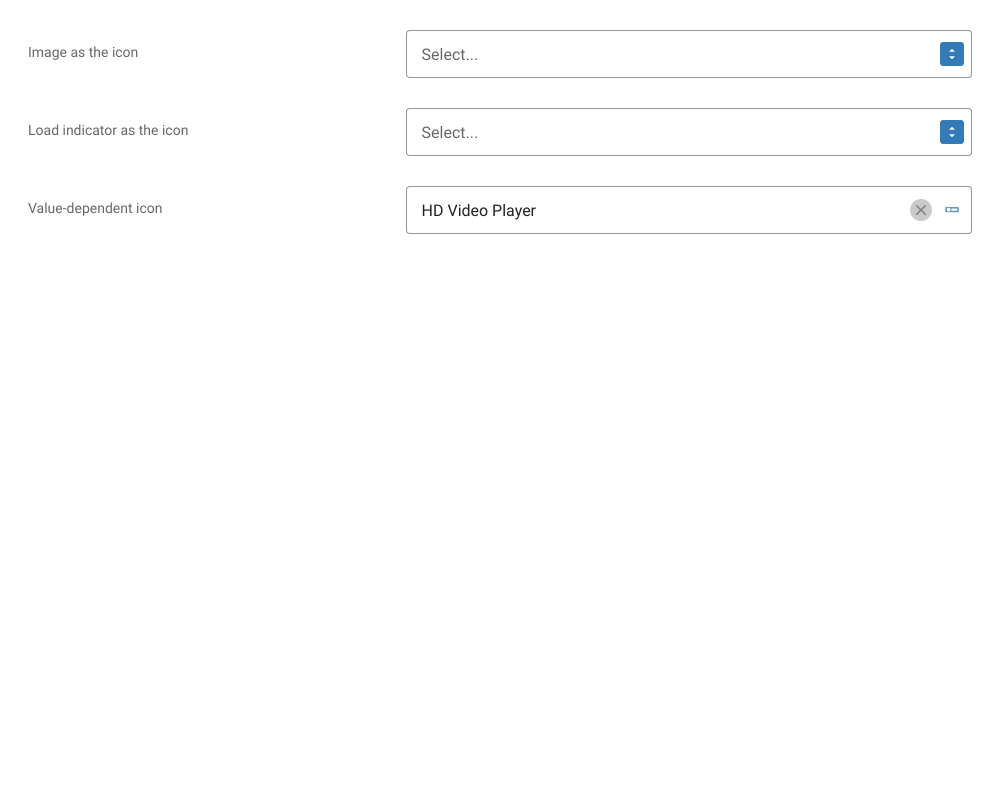 Image as the icon
Select...
Load indicator as the icon
Select...
Value-dependent icon
HD Video Player